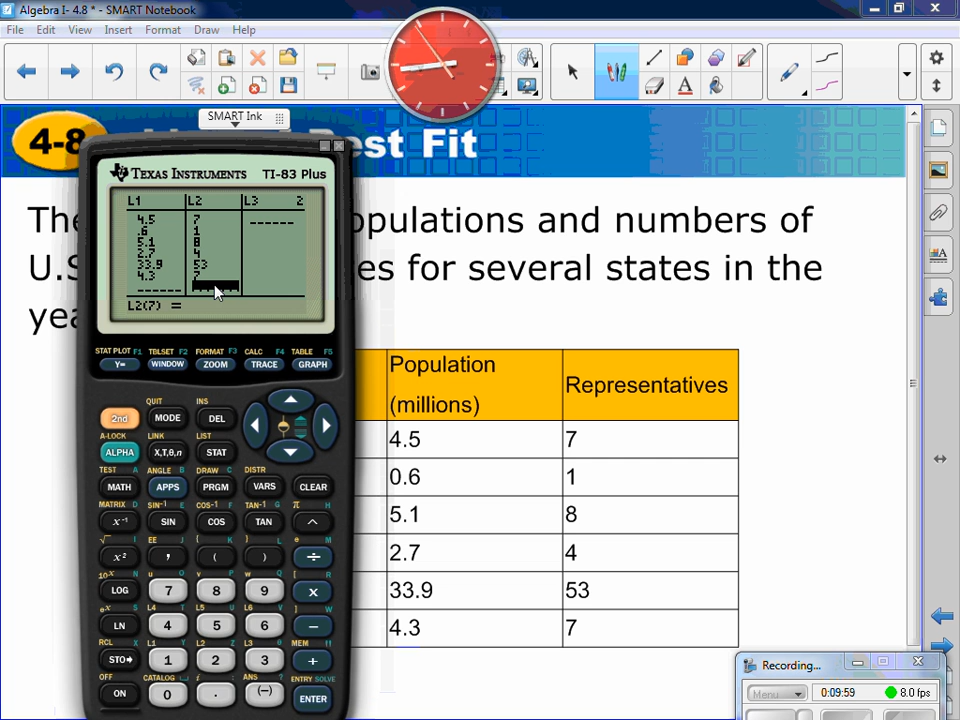 Algebra I- 4.8 * - SMART Notebook
File Edit View Insert Format Draw Help
SMART Ink
4-8 est Fit
The opulations and numbers of
U.S es for several states in the
yea
TEXAS INSTRUMENTS TI-83 Plus
L1 L2 L3 2
4.5 7 ------
.6 1
5.1 8
2.7 4
33.9 53
4.3 7
------
L2(7) =
STAT PLOT F1 TBLSET F2 FORMAT F3 CALC F4 TABLE F5
Y= WINDOW ZOOM TRACE GRAPH
QUIT INS
2nd MODE DEL
A-LOCK LINK LIST
ALPHA X,T,θ,n STAT
TEST A ANGLE B DRAW C DISTR
MATH APPS PRGM VARS CLEAR
MATRIX D SIN⁻¹ E COS⁻¹ F TAN⁻¹ G π H
x⁻¹ SIN COS TAN ^
√ I EE J ( K ) L e M
x² , ( ) ÷
10ˣ N u O v P w Q [ R
LOG 7 8 9 x
eˣ S L4 T L5 U L6 V ] W
LN 4 5 6 −
RCL X L1 Y L2 Z L3 θ MEM "
STO➔ 1 2 3 +
OFF CATALOG : ANS ? ENTRY SOLVE
ON 0 . (−) ENTER
Population
(millions) Representatives
4.5 7
0.6 1
5.1 8
2.7 4
33.9 53
4.3 7
Recording...
Menu 0:09:59 8.0 fps